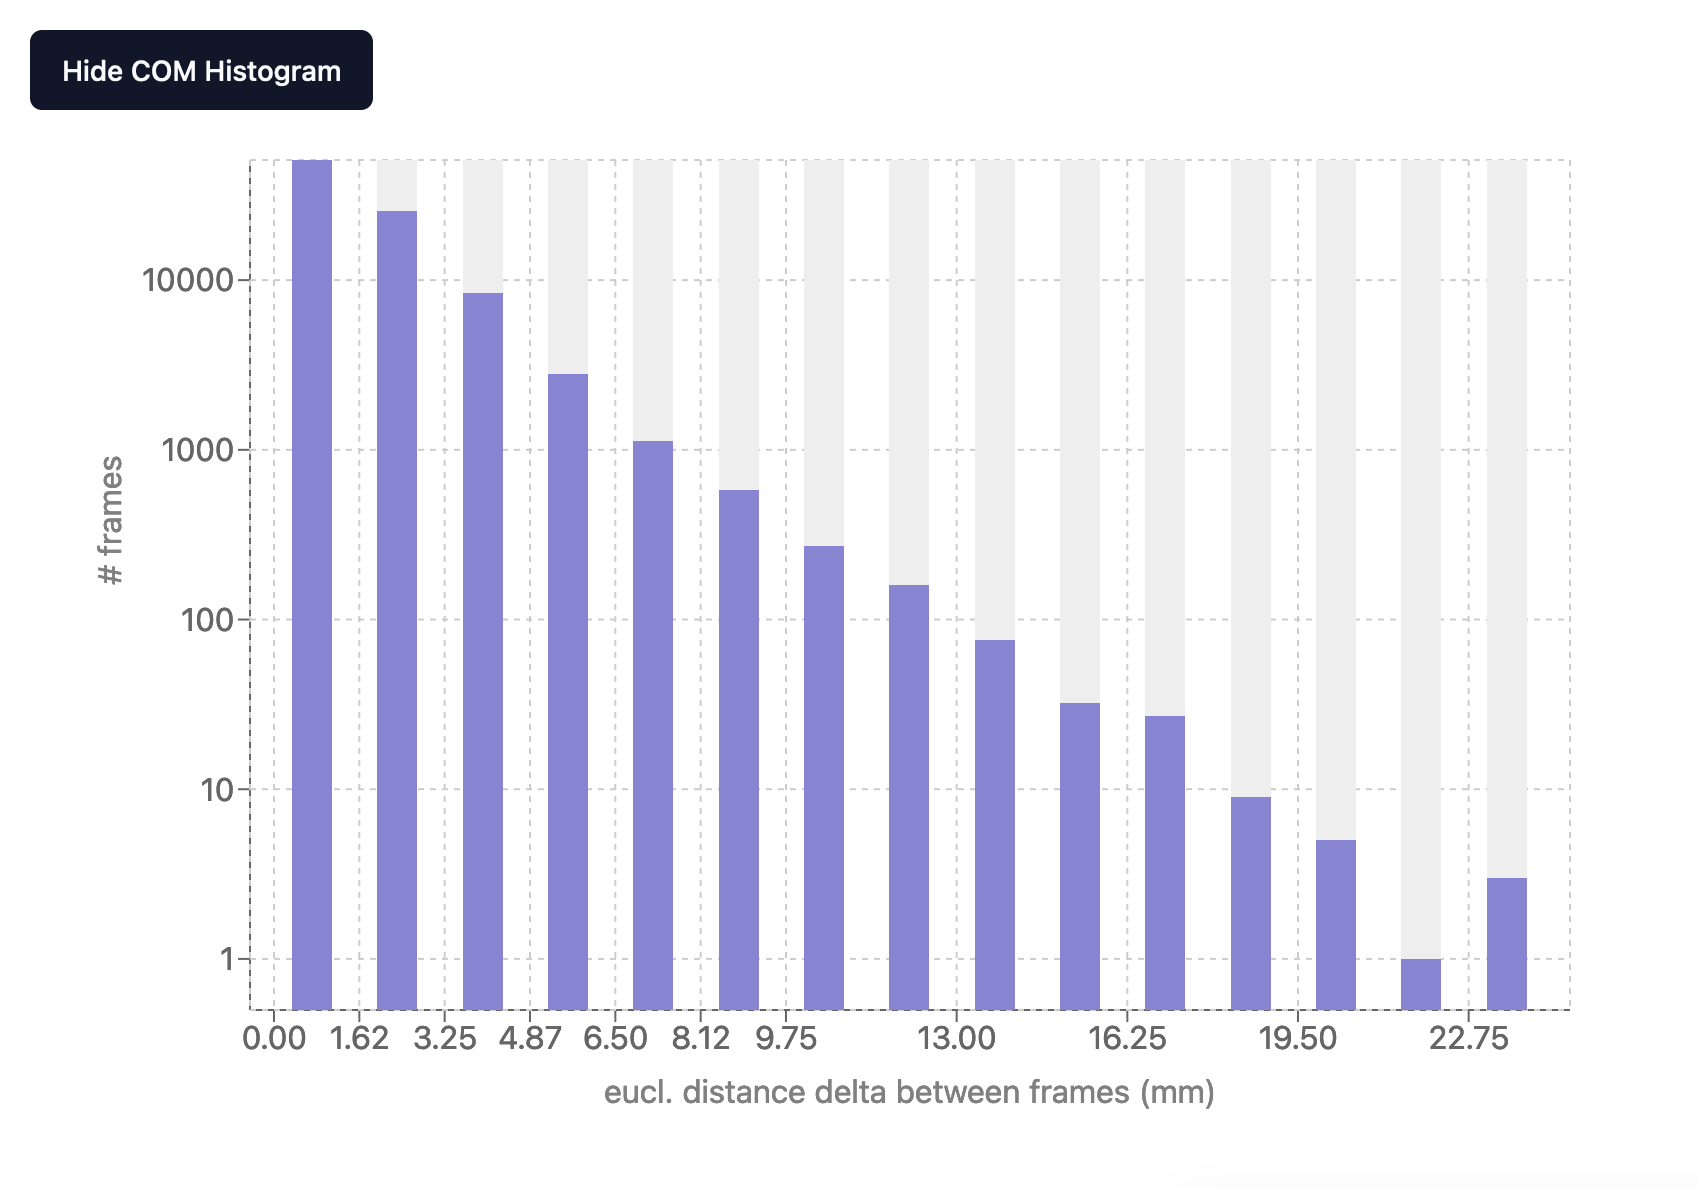 Hide COM Histogram
10000
1000
100
10
1
# frames
0.00 1.62 3.25 4.87 6.50 8.12 9.75 13.00 16.25 19.50 22.75
eucl. distance delta between frames (mm)